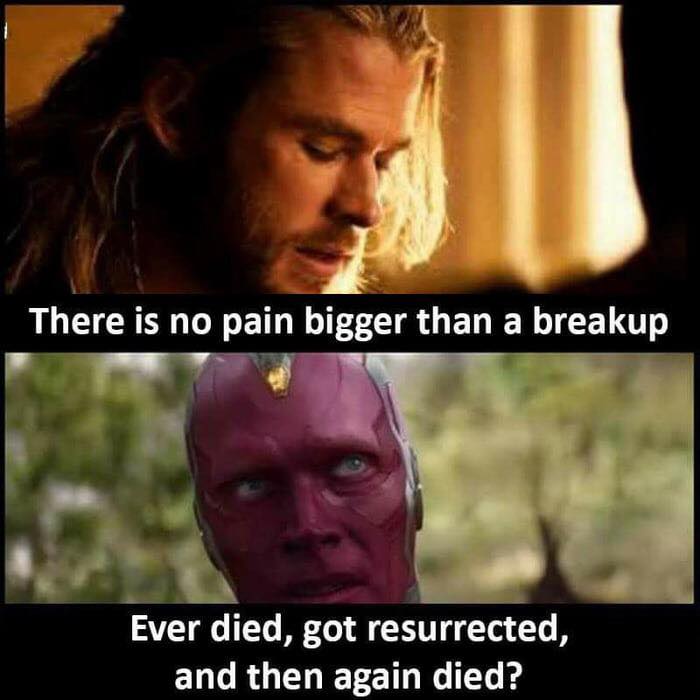 There is no pain bigger than a breakup
Ever died, got resurrected,
and then again died?